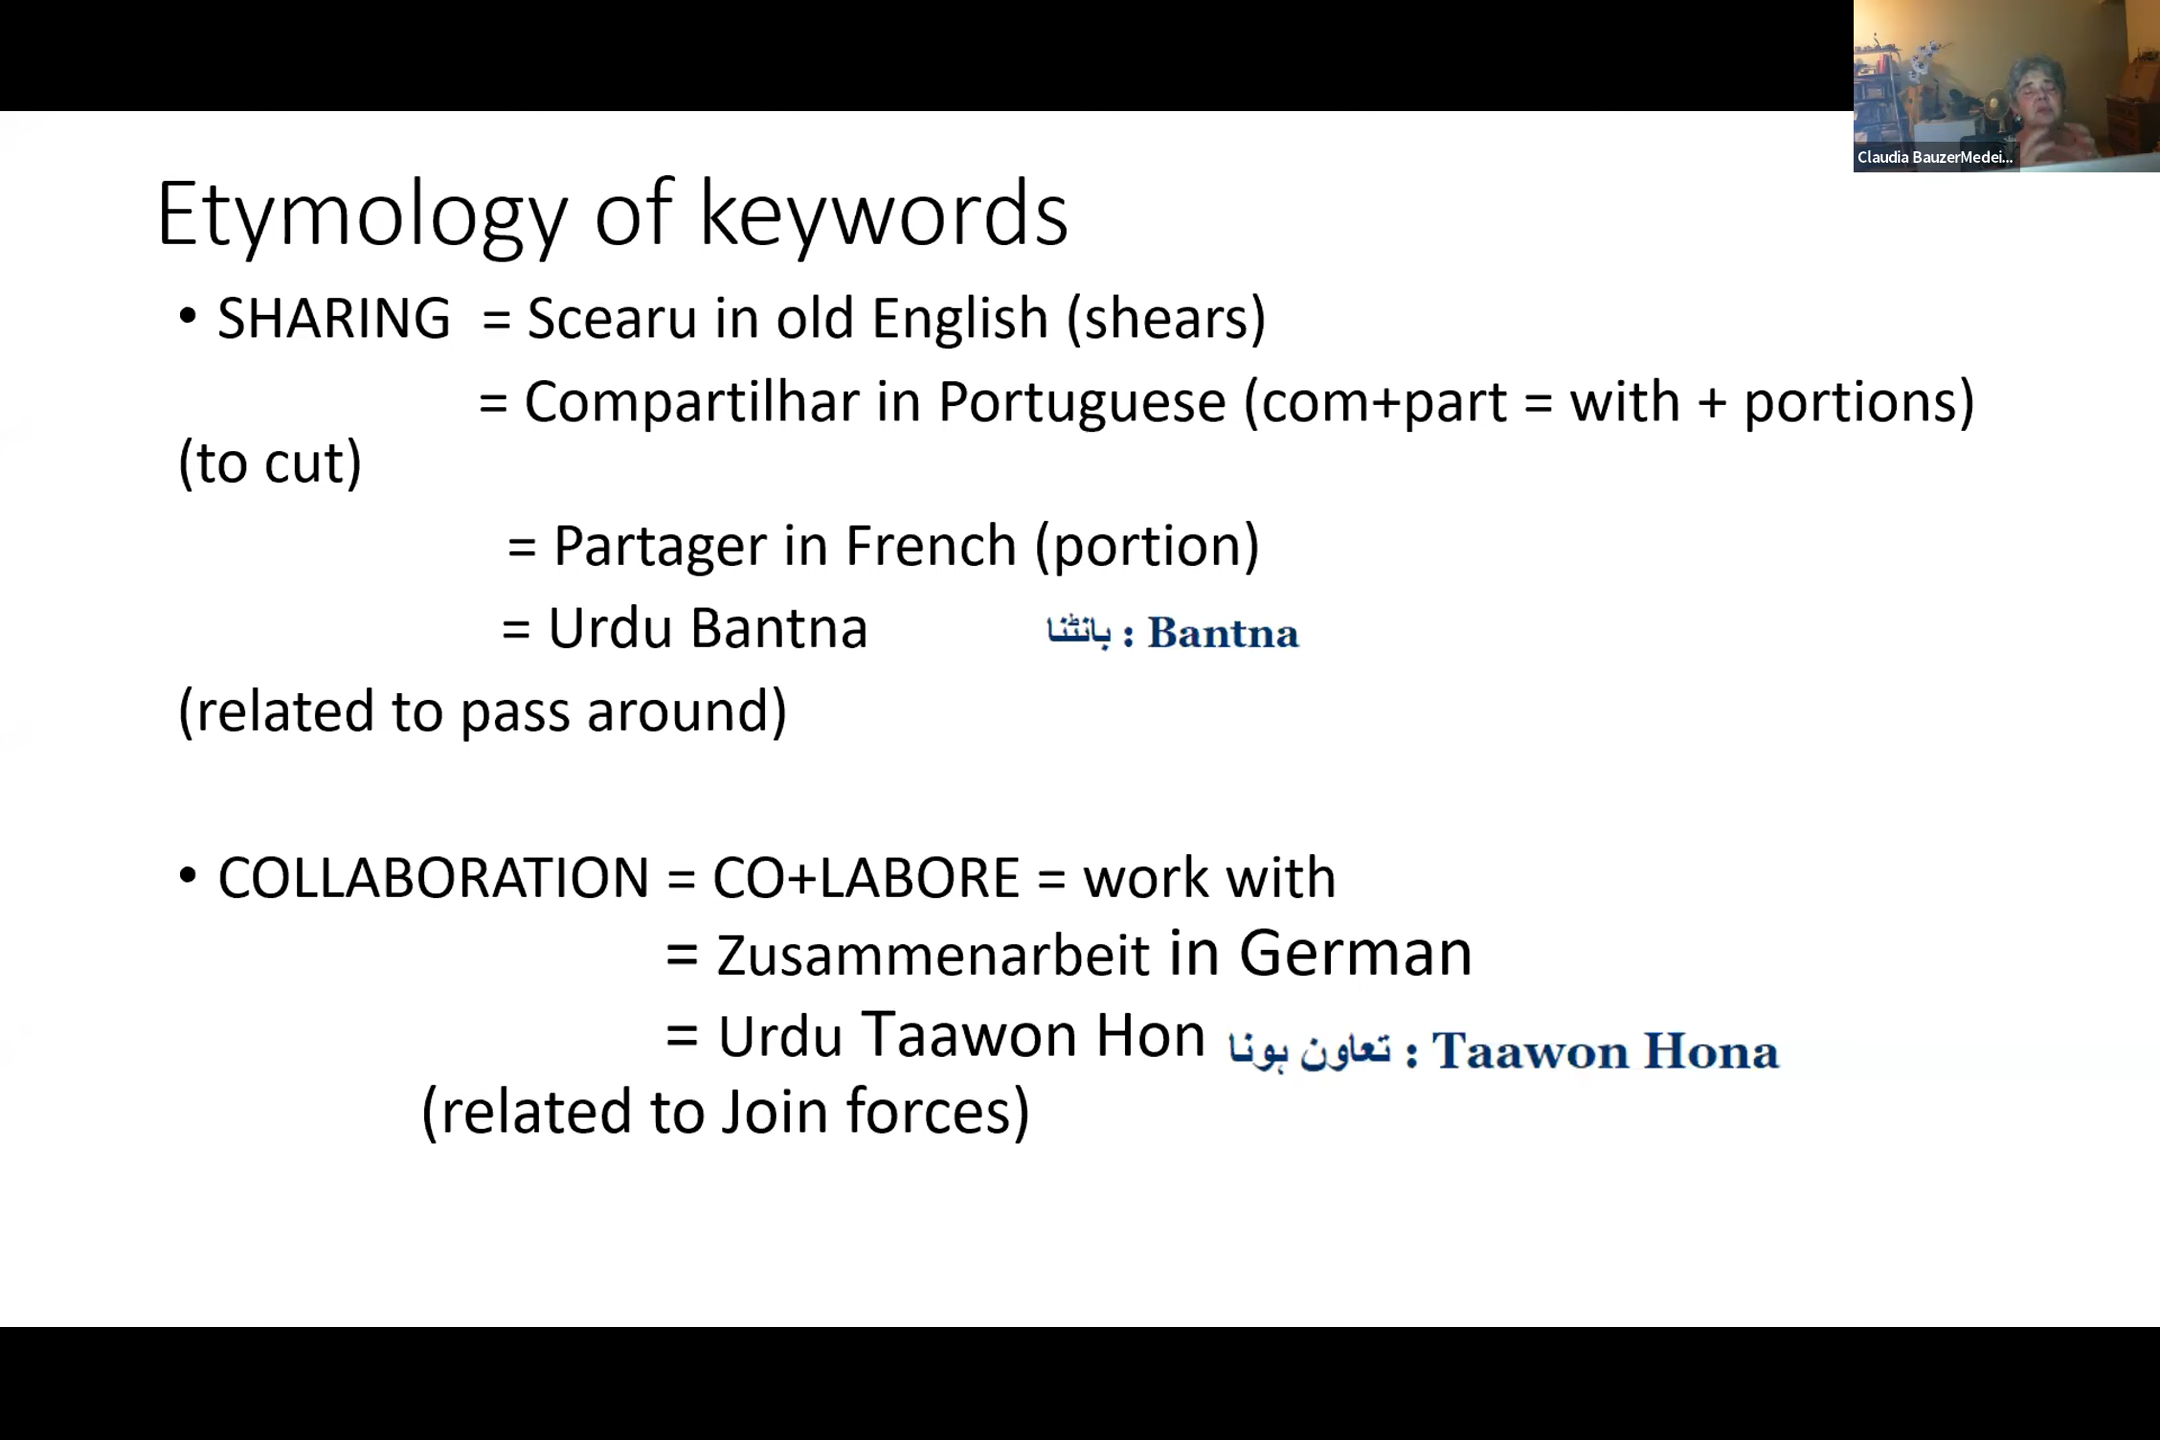 Claudia BauzerMedei...
Etymology of keywords
• SHARING = Scearu in old English (shears)
= Compartilhar in Portuguese (com+part = with + portions)
(to cut)
= Partager in French (portion)
= Urdu Bantna بانٹنا : Bantna
(related to pass around)
• COLLABORATION = CO+LABORE = work with
= Zusammenarbeit in German
= Urdu Taawon Hon تعاون ہونا : Taawon Hona
(related to Join forces)